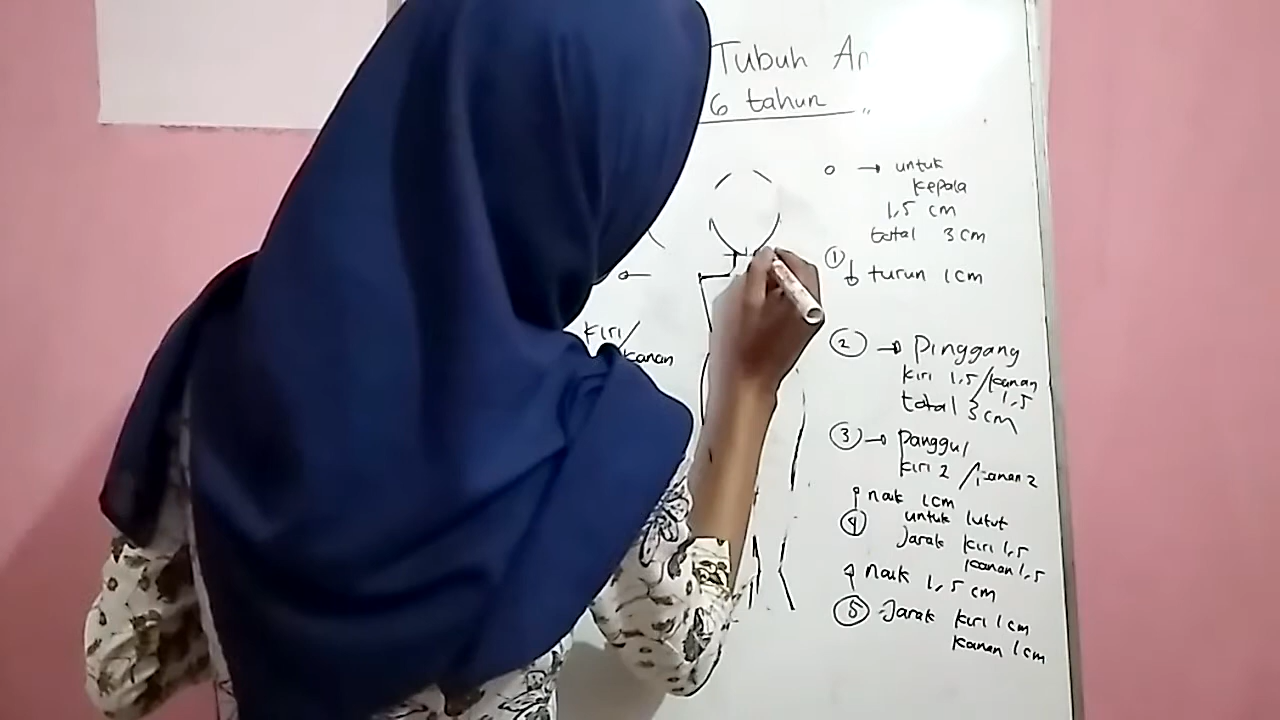 Tubuh An
6 tahun
o → untuk
kepala
1,5 cm
total 3 cm
① turun 1 cm
kiri/
kanan
② → Pinggang
kiri 1,5/kanan
1,5
total 3 cm
③ → Panggul
kiri 2 / kanan 2
naik 1 cm
④ untuk lutut
Jarak kiri 1,5
kanan 1,5
naik 1,5 cm
⑤ Jarak kiri 1 cm
kanan 1 cm